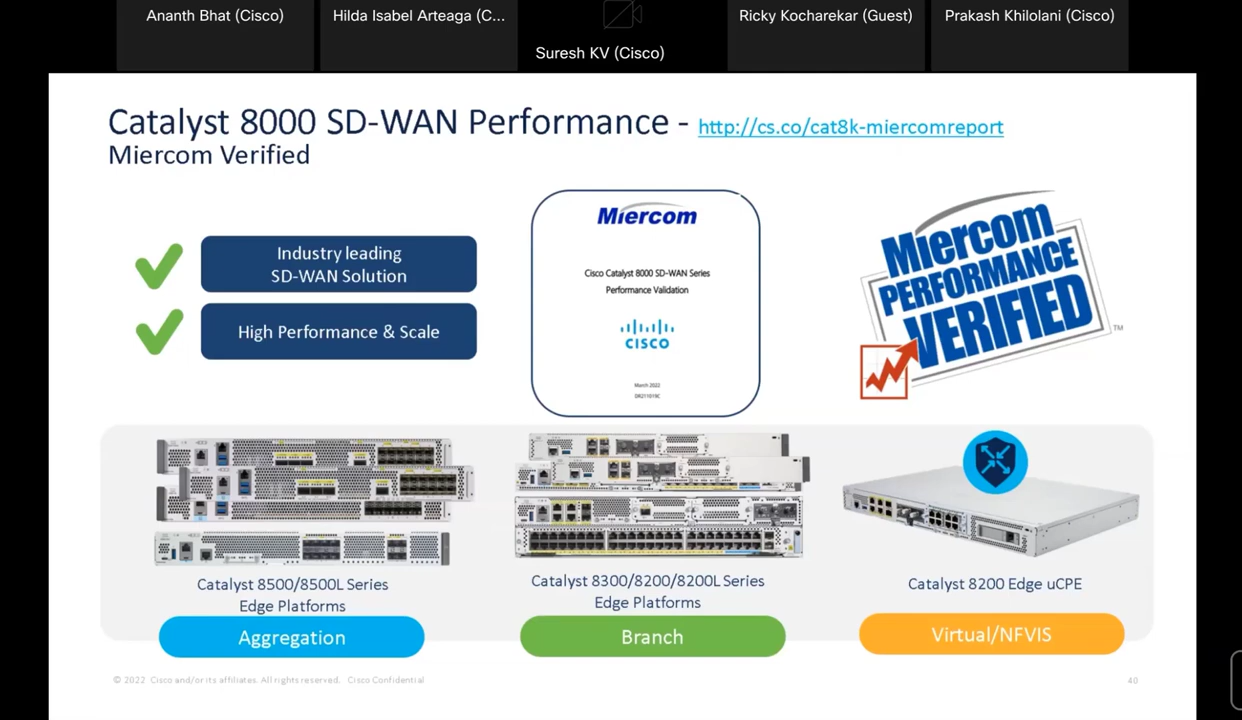 Ananth Bhat (Cisco)
Hilda Isabel Arteaga (C...
Suresh KV (Cisco)
Ricky Kocharekar (Guest)
Prakash Khilolani (Cisco)
Catalyst 8000 SD-WAN Performance - http://cs.co/cat8k-miercomreport
Miercom Verified
Industry leading
SD-WAN Solution
High Performance & Scale
Miercom
Cisco Catalyst 8000 SD-WAN Series
Performance Validation
CISCO
March 2022
DR211019C
Miercom
PERFORMANCE
VERIFIED
TM
Catalyst 8500/8500L Series
Edge Platforms
Aggregation
Catalyst 8300/8200/8200L Series
Edge Platforms
Branch
Catalyst 8200 Edge uCPE
Virtual/NFVIS
© 2022 Cisco and/or its affiliates. All rights reserved. Cisco Confidential
40